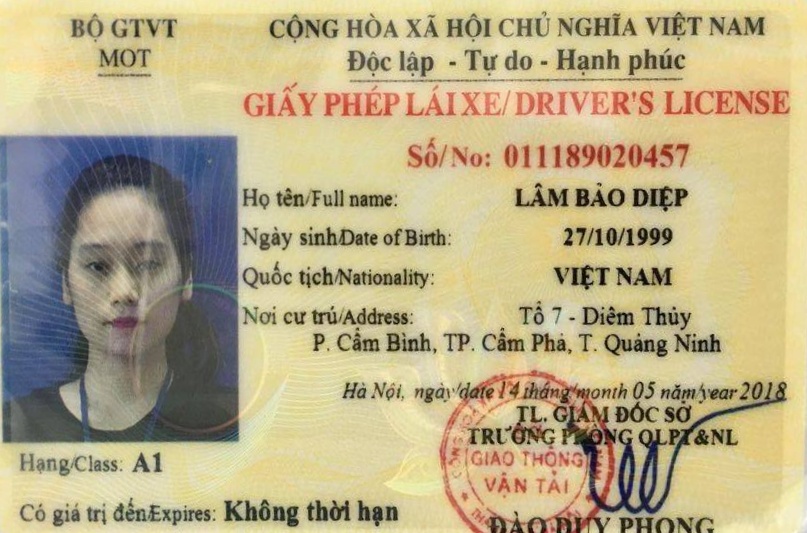 BỘ GTVT
MOT
CỘNG HÒA XÃ HỘI CHỦ NGHĨA VIỆT NAM
Độc lập - Tự do - Hạnh phúc
GIẤY PHÉP LÁI XE/ DRIVER'S LICENSE
Số/No: 011189020457
Họ tên/Full name: LÂM BẢO DIỆP
Ngày sinh/Date of Birth: 27/10/1999
Quốc tịch/Nationality: VIỆT NAM
Nơi cư trú/Address: Tổ 7 - Diêm Thủy
P. Cẩm Bình, TP. Cẩm Phả, T. Quảng Ninh
Hà Nội, ngày/date 14 tháng/month 05 năm/year 2018
TL. GIÁM ĐỐC SỞ
TRƯỞNG PHÒNG QLPT&NL
GIAO THÔNG
VẬN TẢI
Hạng/Class: A1
Có giá trị đến/Expires: Không thời hạn
ĐÀO DUY PHONG